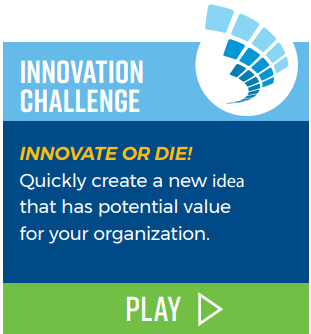 INNOVATION
CHALLENGE
INNOVATE OR DIE!
Quickly create a new idea
that has potential value
for your organization.
PLAY